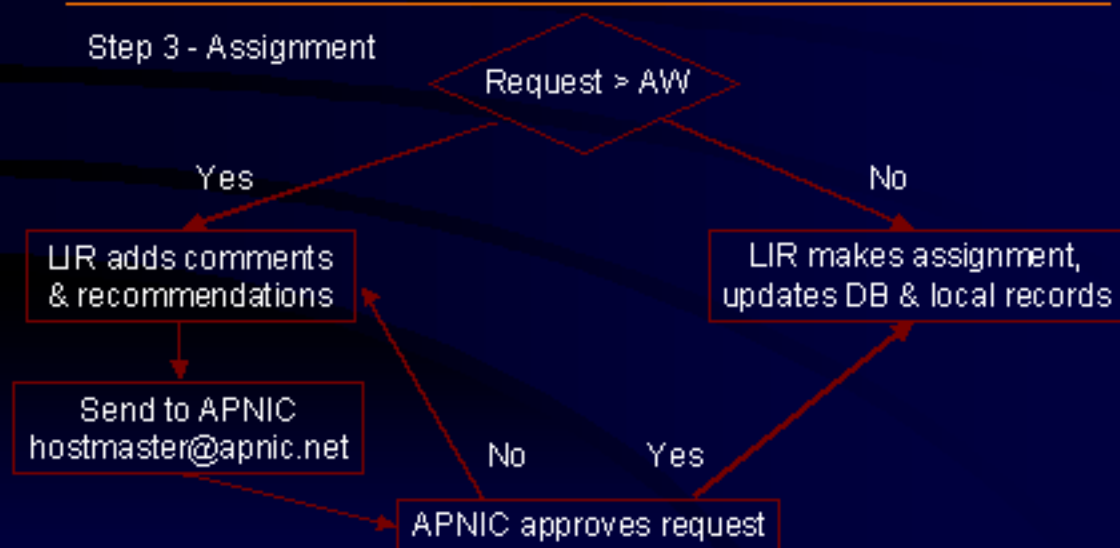 Step 3 - Assignment
Request > AW
Yes
No
LIR adds comments
& recommendations
LIR makes assignment,
updates DB & local records
Send to APNIC
hostmaster@apnic.net
No
Yes
APNIC approves request